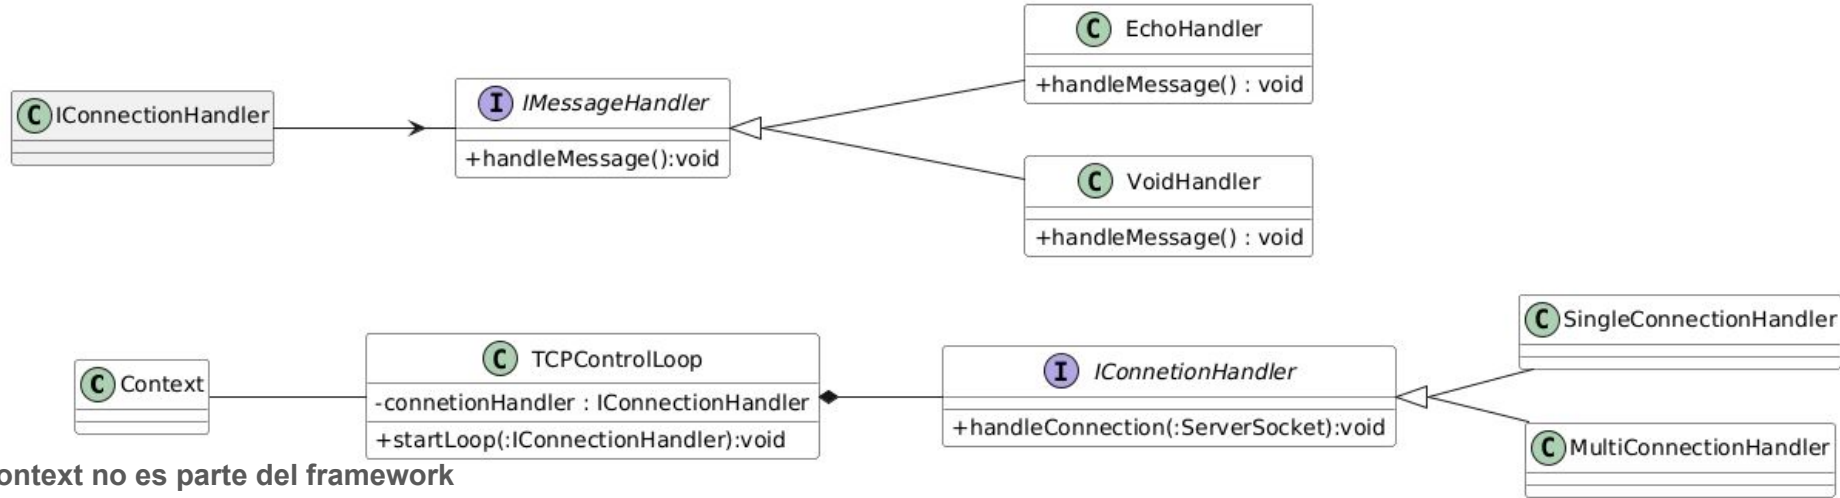 C EchoHandler
+handleMessage() : void
C IConnectionHandler
I IMessageHandler
+handleMessage():void
C VoidHandler
+handleMessage() : void
C SingleConnectionHandler
C Context
C TCPControlLoop
-connetionHandler : IConnectionHandler
+startLoop(:IConnectionHandler):void
I IConnetionHandler
+handleConnection(:ServerSocket):void
C MultiConnectionHandler
ontext no es parte del framework